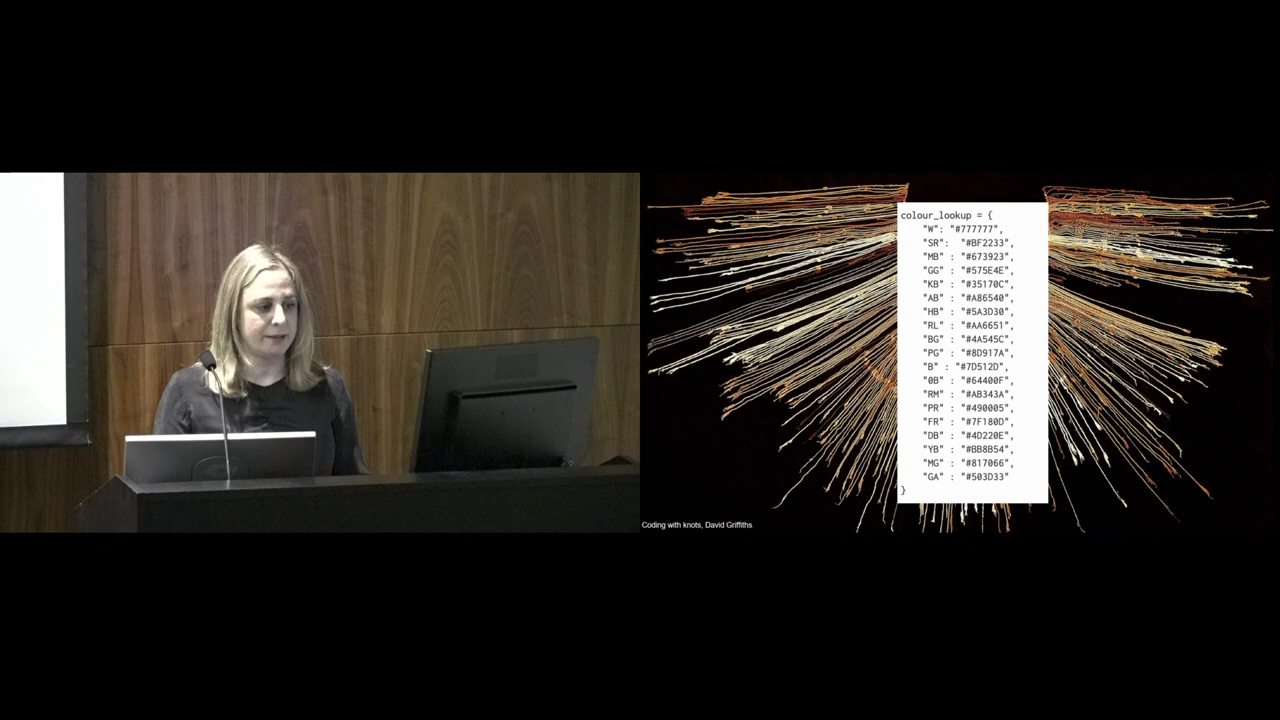 colour_lookup = {
"W": "#777777",
"SR":  "#BF2233",
"MB" : "#673923",
"GG" : "#575E4E",
"KB" : "#35170C",
"AB" : "#A86540",
"HB" : "#5A3D30",
"RL" : "#AA6651",
"BG" : "#4A545C",
"PG" : "#8D917A",
"B" : "#7D512D",
"0B" : "#64400F",
"RM" : "#AB343A",
"PR" : "#490005",
"FR" : "#7F180D",
"DB" : "#4D220E",
"YB" : "#BB8B54",
"MG" : "#817066",
"GA" : "#503D33"
}
Coding with knots, David Griffiths